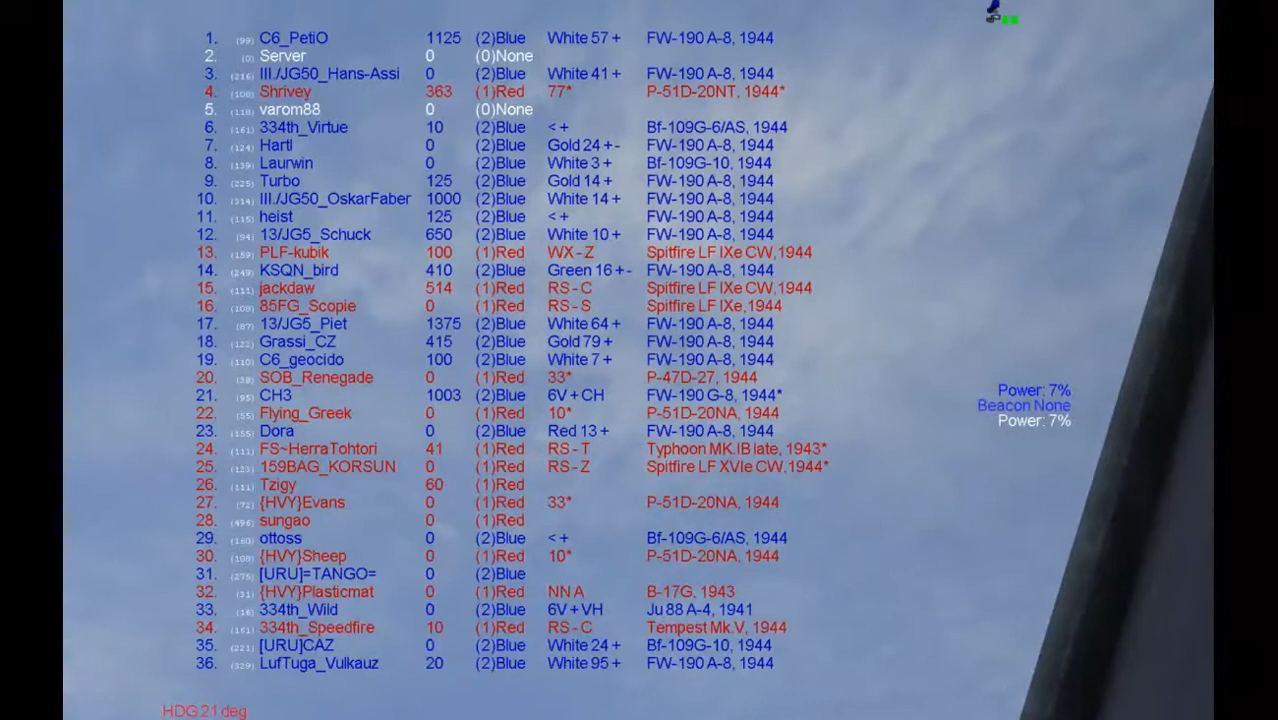 1. (99) C6_PetiO 1125 (2)Blue White 57 + FW-190 A-8, 1944
2. (0) Server 0 (0)None
3. (216) III./JG50_Hans-Assi 0 (2)Blue White 41 + FW-190 A-8, 1944
4. (108) Shrivey 363 (1)Red 77* P-51D-20NT, 1944*
5. (118) varom88 0 (0)None
6. (161) 334th_Virtue 10 (2)Blue < + Bf-109G-6/AS, 1944
7. (124) Hartl 0 (2)Blue Gold 24 +- FW-190 A-8, 1944
8. (139) Laurwin 0 (2)Blue White 3 + Bf-109G-10, 1944
9. (225) Turbo 125 (2)Blue Gold 14 + FW-190 A-8, 1944
10. (314) III./JG50_OskarFaber 1000 (2)Blue White 14 + FW-190 A-8, 1944
11. (115) heist 125 (2)Blue < + FW-190 A-8, 1944
12. (94) 13/JG5_Schuck 650 (2)Blue White 10 + FW-190 A-8, 1944
13. (159) PLF-kubik 100 (1)Red WX - Z Spitfire LF IXe CW,1944
14. (249) KSQN_bird 410 (2)Blue Green 16 +- FW-190 A-8, 1944
15. (111) jackdaw 514 (1)Red RS - C Spitfire LF IXe CW,1944
16. (108) 85FG_Scopie 0 (1)Red RS - S Spitfire LF IXe,1944
17. (87) 13/JG5_Piet 1375 (2)Blue White 64 + FW-190 A-8, 1944
18. (122) Grassi_CZ 415 (2)Blue Gold 79 + FW-190 A-8, 1944
19. (110) C6_geocido 100 (2)Blue White 7 + FW-190 A-8, 1944
20. (38) SOB_Renegade 0 (1)Red 33* P-47D-27, 1944
21. (95) CH3 1003 (2)Blue 6V + CH FW-190 G-8, 1944*
Power: 7%
22. (55) Flying_Greek 0 (1)Red 10* P-51D-20NA, 1944
Beacon None
Power: 7%
23. (155) Dora 0 (2)Blue Red 13 + FW-190 A-8, 1944
24. (111) FS~HerraTohtori 41 (1)Red RS - T Typhoon MK.IB late, 1943*
25. (123) 159BAG_KORSUN 0 (1)Red RS - Z Spitfire LF XVIe CW,1944*
26. (111) Tzigy 60 (1)Red
27. (72) {HVY}Evans 0 (1)Red 33* P-51D-20NA, 1944
28. (496) sungao 0 (1)Red
29. (160) ottoss 0 (2)Blue < + Bf-109G-6/AS, 1944
30. (108) {HVY}Sheep 0 (1)Red 10* P-51D-20NA, 1944
31. (275) [URU]=TANGO= 0 (2)Blue
32. (31) {HVY}Plasticmat 0 (1)Red NN A B-17G, 1943
33. (16) 334th_Wild 0 (2)Blue 6V + VH Ju 88 A-4, 1941
34. (161) 334th_Speedfire 10 (1)Red RS - C Tempest Mk.V, 1944
35. (221) [URU]CAZ 0 (2)Blue White 24 + Bf-109G-10, 1944
36. (329) LufTuga_Vulkauz 20 (2)Blue White 95 + FW-190 A-8, 1944
HDG 21 deg